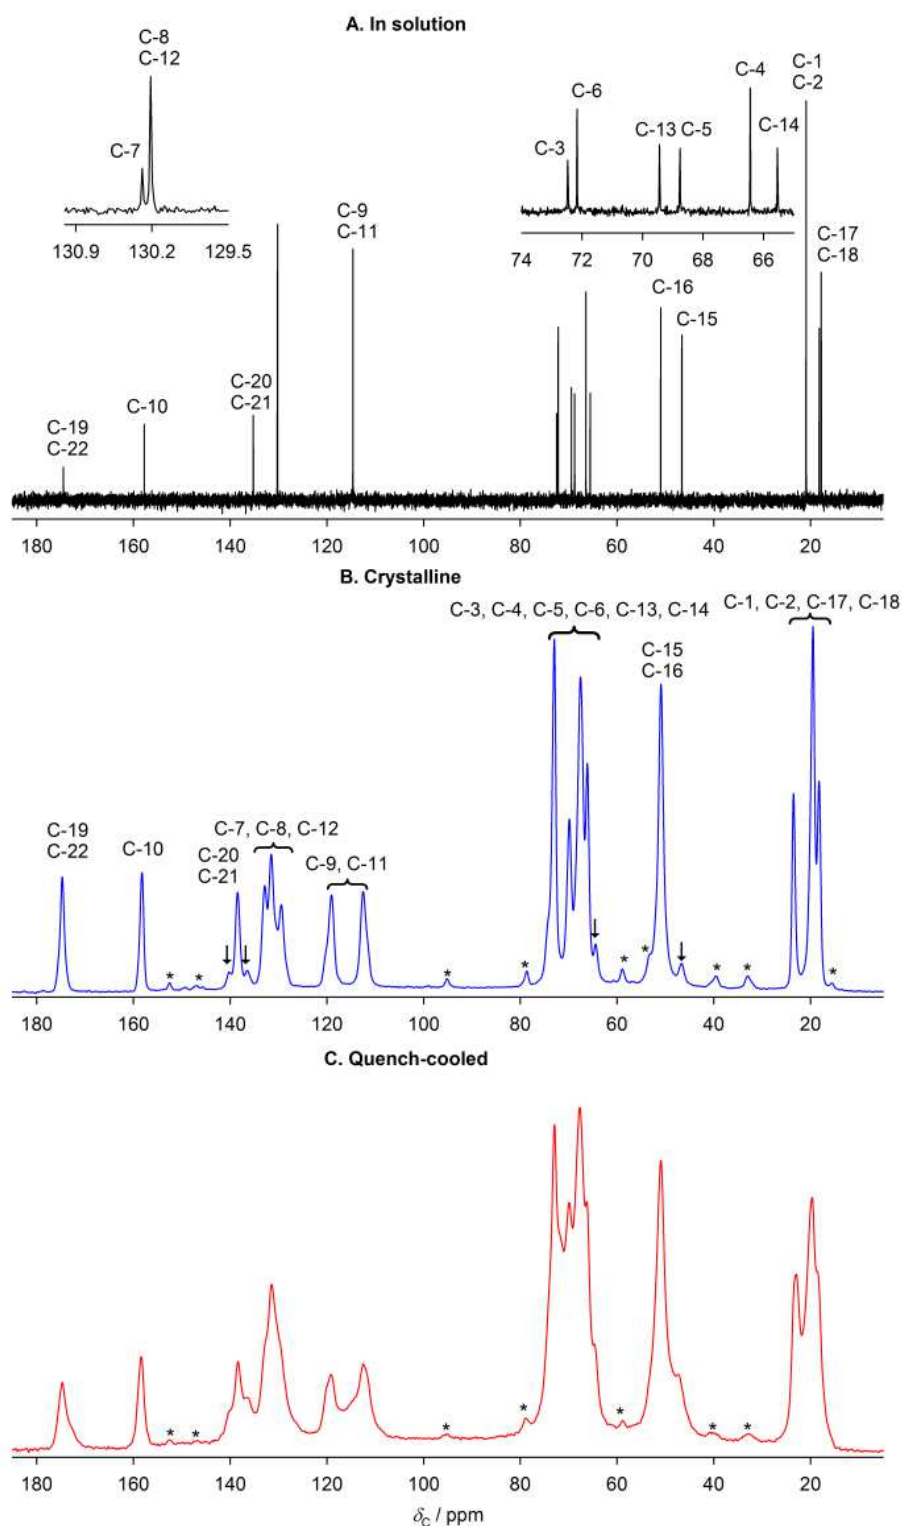 A. In solution
C-8
C-12
C-7
130.9 130.2 129.5
C-6
C-3
C-13
C-5
C-4
C-14
74 72 70 68 66
C-1
C-2
C-17
C-18
C-9
C-11
C-16
C-15
C-20
C-21
C-10
C-19
C-22
180 160 140 120 100 80 60 40 20
B. Crystalline
C-3, C-4, C-5, C-6, C-13, C-14
C-1, C-2, C-17, C-18
C-15
C-16
C-19
C-22
C-10
C-20
C-21
C-7, C-8, C-12
C-9, C-11
* * * * * * * * *
180 160 140 120 100 80 60 40 20
C. Quench-cooled
* * * * * * *
180 160 140 120 100 80 60 40 20
δC / ppm